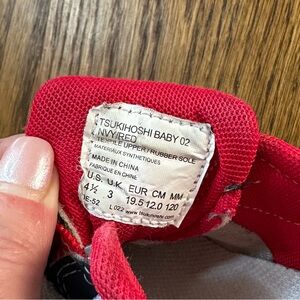 TSUKIHOSHI BABY 02
NVY/RED
TEXTILE UPPER/RUBBER SOLE
MATERIAUX SYNTHETIQUES
MADE IN CHINA
FABRIQUE EN CHINE
U.S. U.K. EUR CM MM
4½ 3 19.5 12.0 120
L022